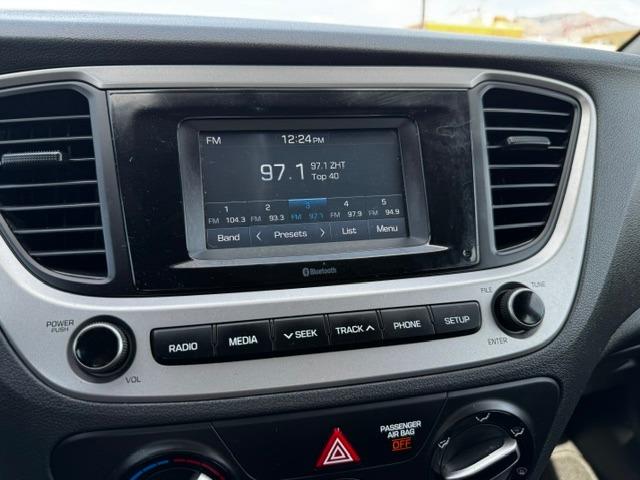 FM 12:24 PM
97.1 97.1 ZHT
Top 40
1 2 3 4 5
FM 104.3 FM 93.3 FM 97.1 FM 97.9 FM 94.9
Band < Presets > List Menu
Bluetooth
POWER
PUSH
VOL
RADIO MEDIA SEEK TRACK PHONE SETUP
FILE TUNE
ENTER
PASSENGER
AIR BAG
OFF